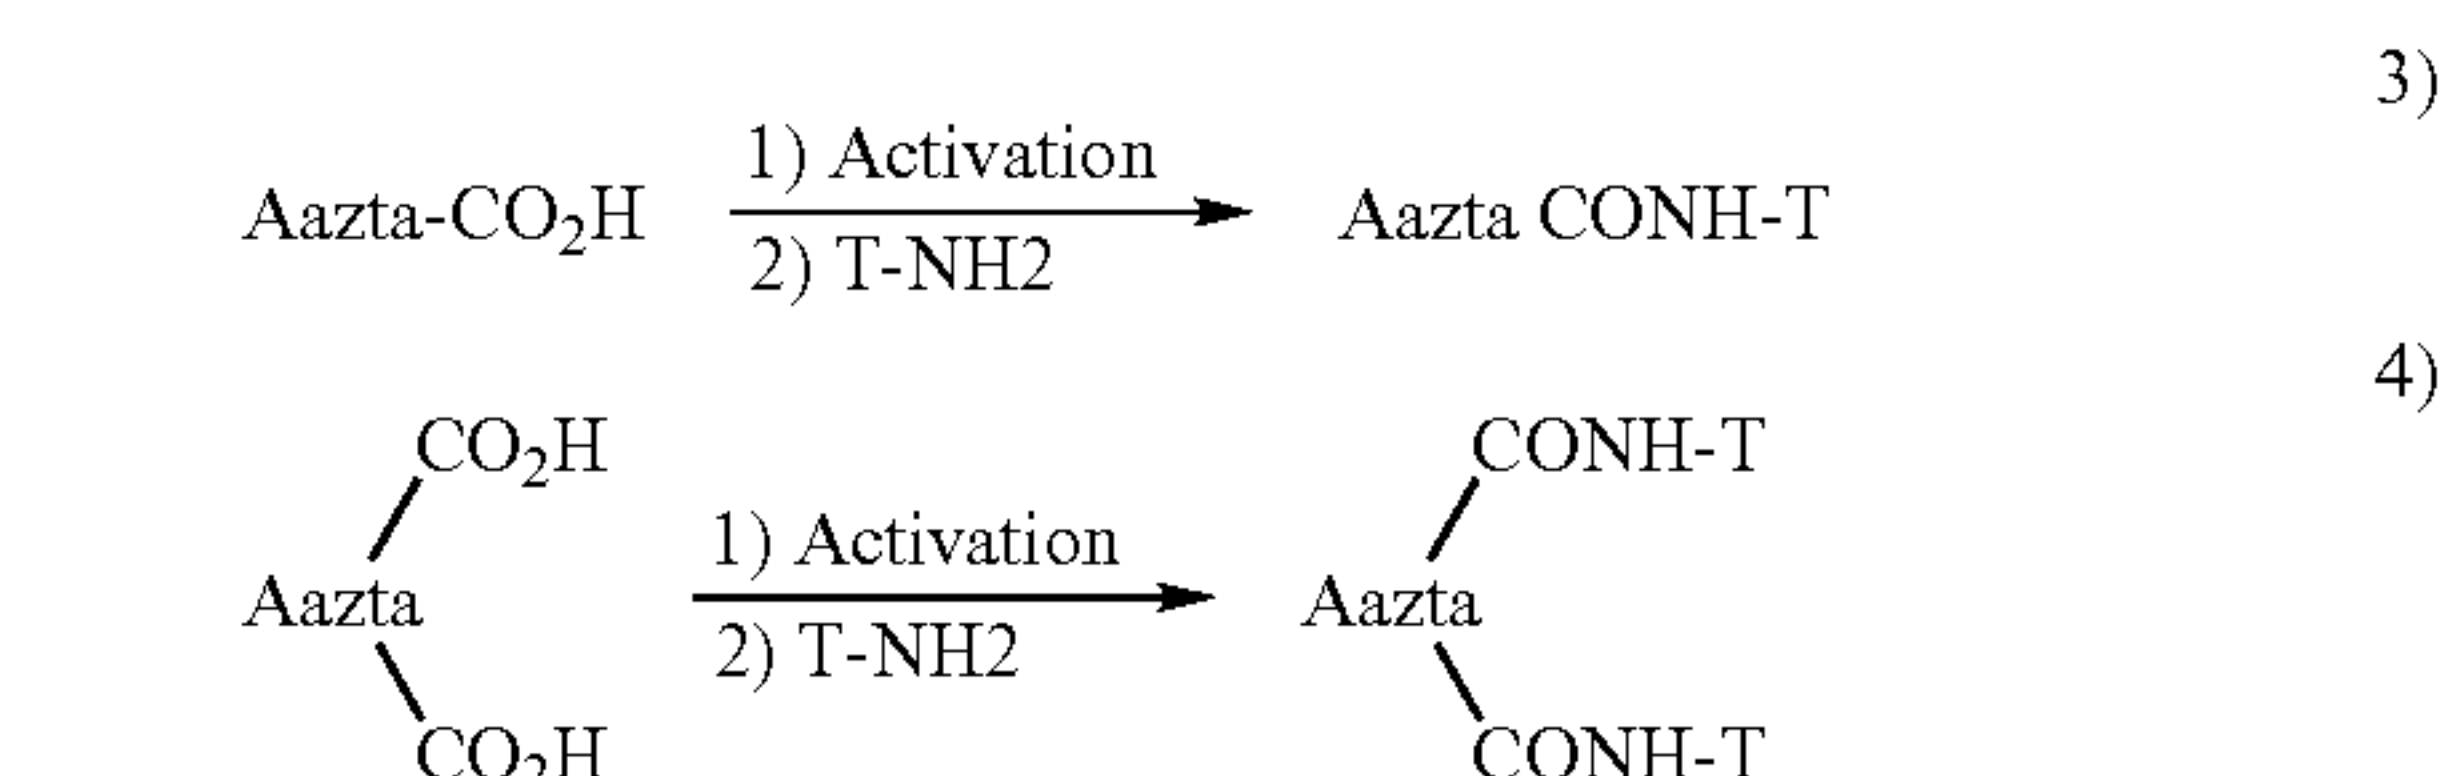 3)
1) Activation
Aazta-CO₂H
Aazta CONH-T
2) T-NH2
4)
CO₂H
CONH-T
1) Activation
Aazta
Aazta
2) T-NH2
CO₂H
CONH-T